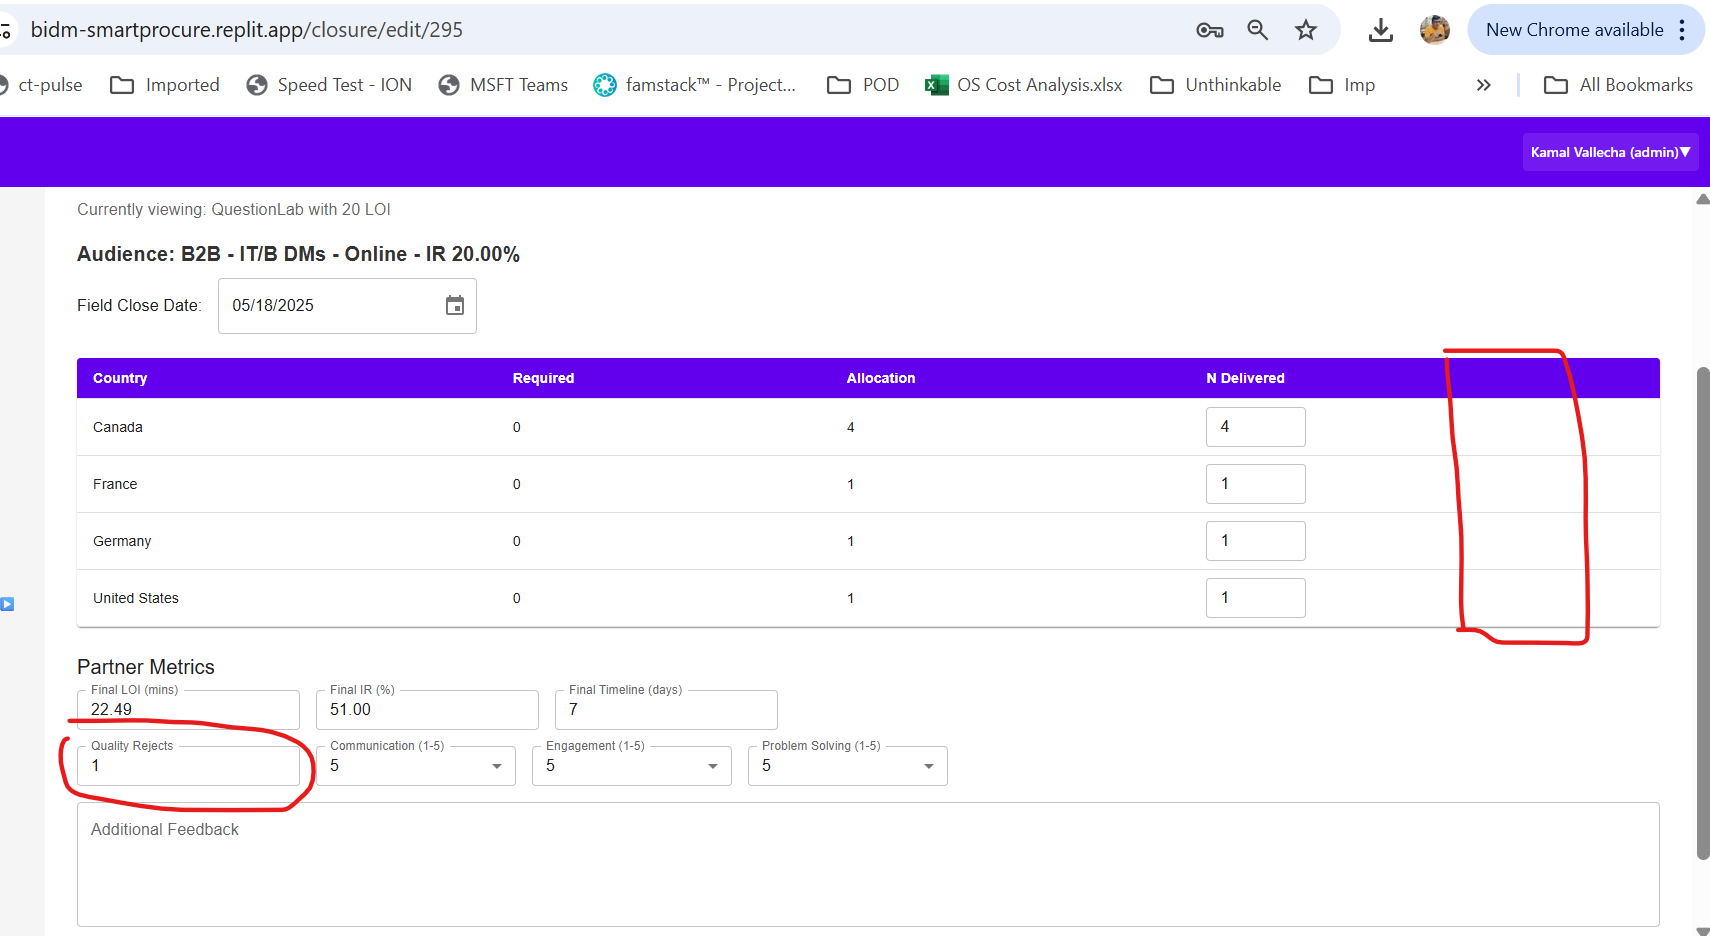 bidm-smartprocure.replit.app/closure/edit/295
New Chrome available
ct-pulse Imported Speed Test - ION MSFT Teams famstack™ - Project... POD OS Cost Analysis.xlsx Unthinkable Imp » All Bookmarks
Kamal Vallecha (admin)▼
Currently viewing: QuestionLab with 20 LOI
Audience: B2B - IT/B DMs - Online - IR 20.00%
Field Close Date: 05/18/2025
Country Required Allocation N Delivered
Canada 0 4 4
France 0 1 1
Germany 0 1 1
United States 0 1 1
Partner Metrics
Final LOI (mins) Final IR (%) Final Timeline (days)
22.49 51.00 7
Quality Rejects Communication (1-5) Engagement (1-5) Problem Solving (1-5)
1 5 5 5
Additional Feedback